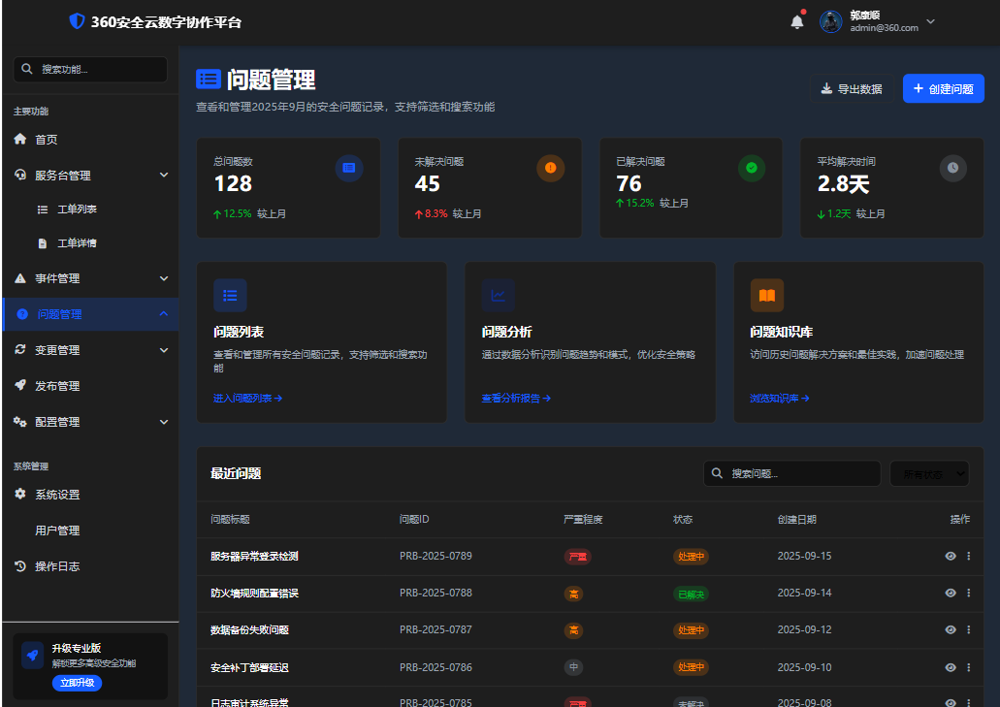 360安全云数字协作平台
郭康顺
admin@360.com
搜索功能...
主要功能
首页
服务台管理
工单列表
工单详情
事件管理
问题管理
变更管理
发布管理
配置管理
系统管理
系统设置
用户管理
操作日志
升级专业版
解锁更多高级安全功能
立即升级
问题管理
查看和管理2025年9月的安全问题记录，支持筛选和搜索功能
导出数据
创建问题
总问题数
128
12.5% 较上月
未解决问题
45
8.3% 较上月
已解决问题
76
15.2% 较上月
平均解决时间
2.8天
1.2天 较上月
问题列表
查看和管理所有安全问题记录，支持筛选和搜索功
能
进入问题列表
问题分析
通过数据分析识别问题趋势和模式，优化安全策略
查看分析报告
问题知识库
访问历史问题解决方案和最佳实践，加速问题处理
浏览知识库
最近问题
搜索问题...
所有状态
问题标题 问题ID 严重程度 状态 创建日期 操作
服务器异常登录检测 PRB-2025-0789 严重 处理中 2025-09-15
防火墙规则配置错误 PRB-2025-0788 高 已解决 2025-09-14
数据备份失败问题 PRB-2025-0787 高 处理中 2025-09-12
安全补丁部署延迟 PRB-2025-0786 中 处理中 2025-09-10
日志审计系统异常 PRB-2025-0785 严重 未解决 2025-09-08